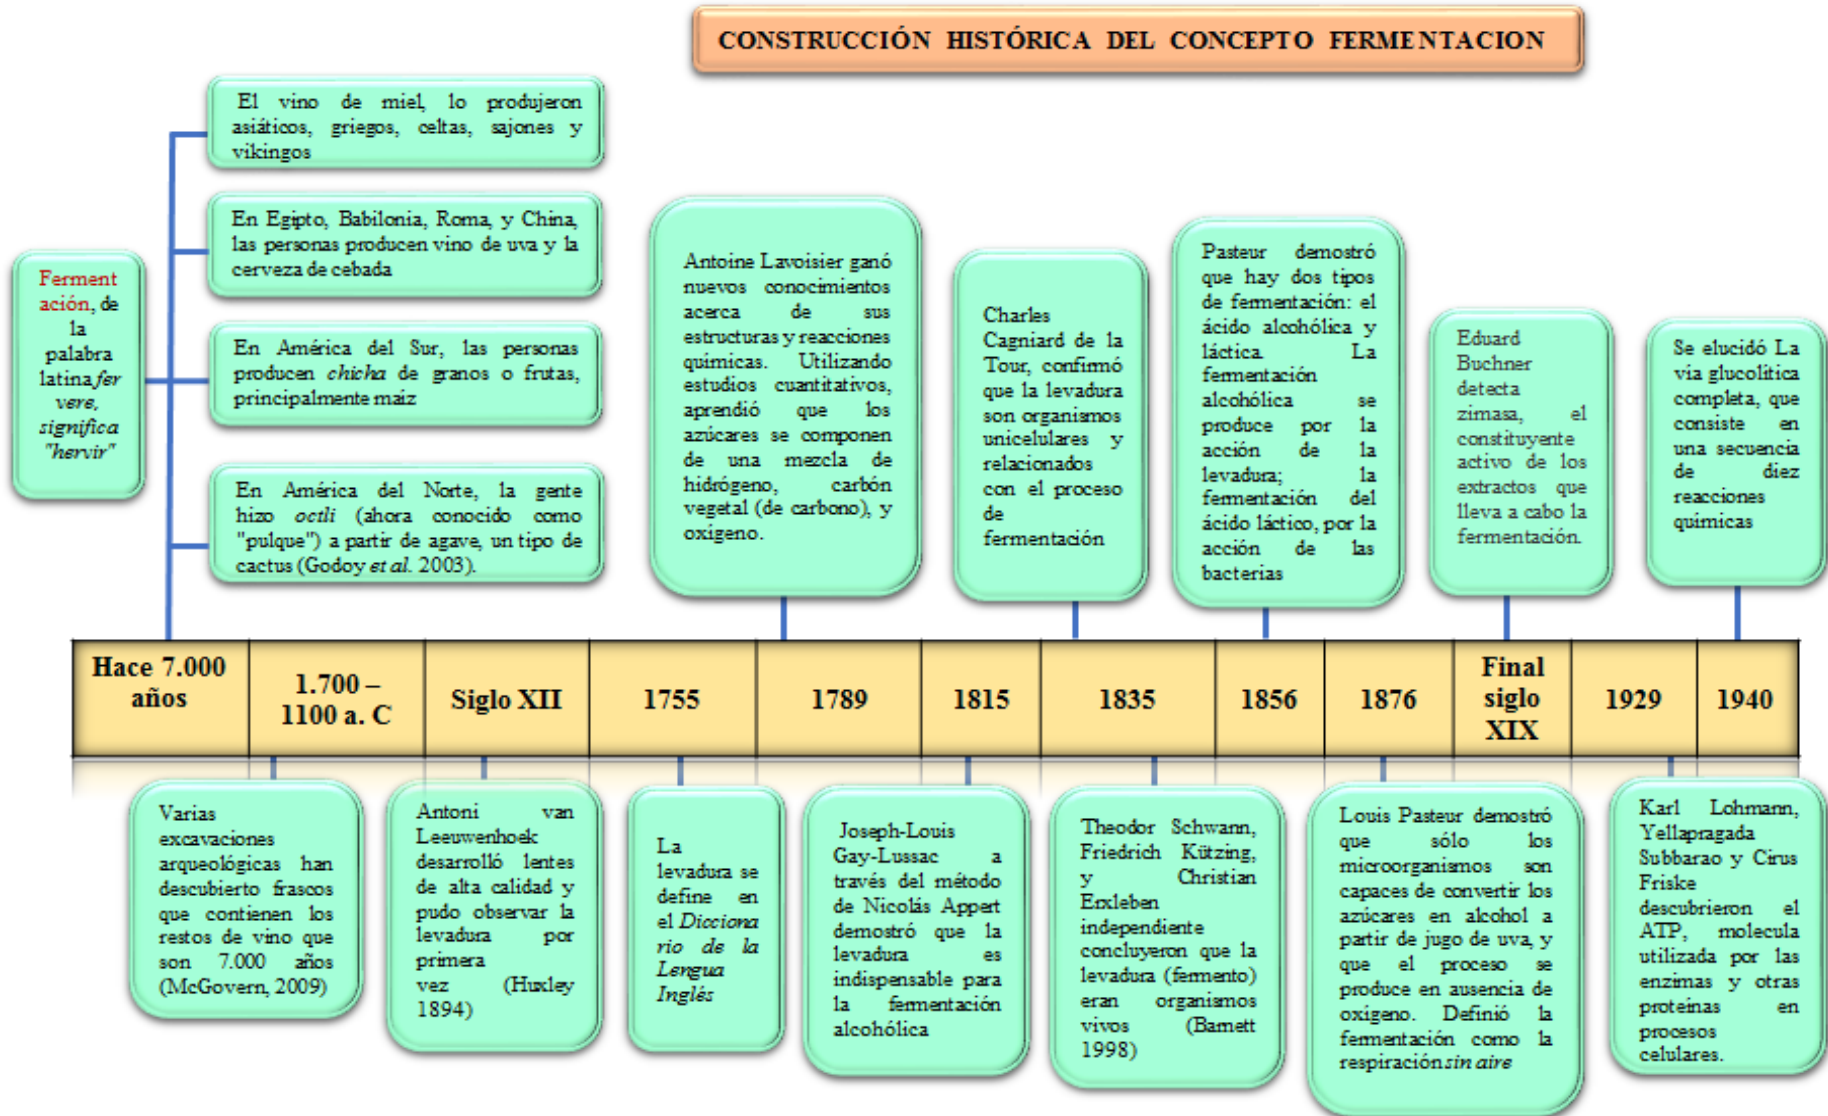 CONSTRUCCIÓN HISTÓRICA DEL CONCEPTO FERMENTACION
El vino de miel, lo produjeron
asiáticos, griegos, celtas, sajones y
vikingos
En Egipto, Babilonia, Roma, y China,
las personas producen vino de uva y la
cerveza de cebada
Ferment
ación, de
la
palabra
latina fer
vere,
significa
"hervir"
En América del Sur, las personas
producen chicha de granos o frutas,
principalmente maíz
En América del Norte, la gente
hizo octli (ahora conocido como
"pulque") a partir de agave, un tipo de
cactus (Godoy et al. 2003).
Antoine Lavoisier ganó
nuevos conocimientos
acerca de sus
estructuras y reacciones
químicas. Utilizando
estudios cuantitativos,
aprendió que los
azúcares se componen
de una mezcla de
hidrógeno, carbón
vegetal (de carbono), y
oxígeno.
Charles
Cagniard de la
Tour, confirmó
que la levadura
son organismos
unicelulares y
relacionados
con el proceso
de
fermentación
Pasteur demostró
que hay dos tipos
de fermentación: el
ácido alcohólica y
láctica. La
fermentación
alcohólica se
produce por la
acción de la
levadura; la
fermentación del
ácido láctico, por la
acción de las
bacterias
Eduard
Buchner
detecta
zimasa, el
constituyente
activo de los
extractos que
lleva a cabo la
fermentación.
Se elucidó La
via glucolítica
completa, que
consiste en
una secuencia
de diez
reacciones
químicas
Hace 7.000
años
1.700 –
1100 a. C
Siglo XII
1755
1789
1815
1835
1856
1876
Final
siglo
XIX
1929
1940
Varias
excavaciones
arqueológicas han
descubierto frascos
que contienen los
restos de vino que
son 7.000 años
(McGovern, 2009)
Antoni van
Leeuwenhoek
desarrolló lentes
de alta calidad y
pudo observar la
levadura por
primera
vez (Huxley
1894)
La
levadura se
define en
el Dicciona
rio de la
Lengua
Inglés
Joseph-Louis
Gay-Lussac a
través del método
de Nicolás Appert
demostró que la
levadura es
indispensable para
la fermentación
alcohólica
Theodor Schwann,
Friedrich Kützing,
y Christian
Erxleben
independiente
concluyeron que la
levadura (fermento)
eran organismos
vivos (Barnett
1998)
Louis Pasteur demostró
que sólo los
microorganismos son
capaces de convertir los
azúcares en alcohol a
partir de jugo de uva, y
que el proceso se
produce en ausencia de
oxígeno. Definió la
fermentación como la
respiración sin aire
Karl Lohmann,
Yellapragada
Subbarao y Cirus
Friske
descubrieron el
ATP, molecula
utilizada por las
enzimas y otras
proteínas en
procesos
celulares.